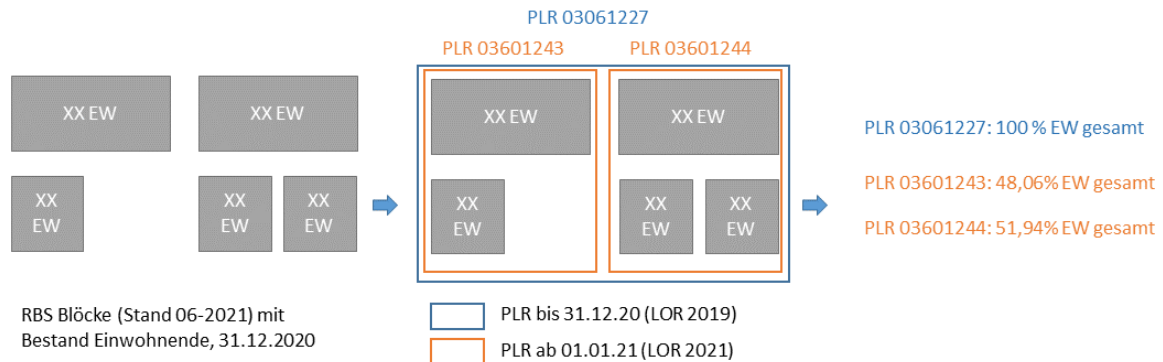 PLR 03061227
PLR 03601243
PLR 03601244
XX EW
XX EW
XX EW
XX EW
PLR 03061227: 100 % EW gesamt
XX
EW
XX
EW
XX
EW
XX
EW
XX
EW
XX
EW
PLR 03601243: 48,06% EW gesamt
PLR 03601244: 51,94% EW gesamt
RBS Blöcke (Stand 06-2021) mit
Bestand Einwohnende, 31.12.2020
PLR bis 31.12.20 (LOR 2019)
PLR ab 01.01.21 (LOR 2021)